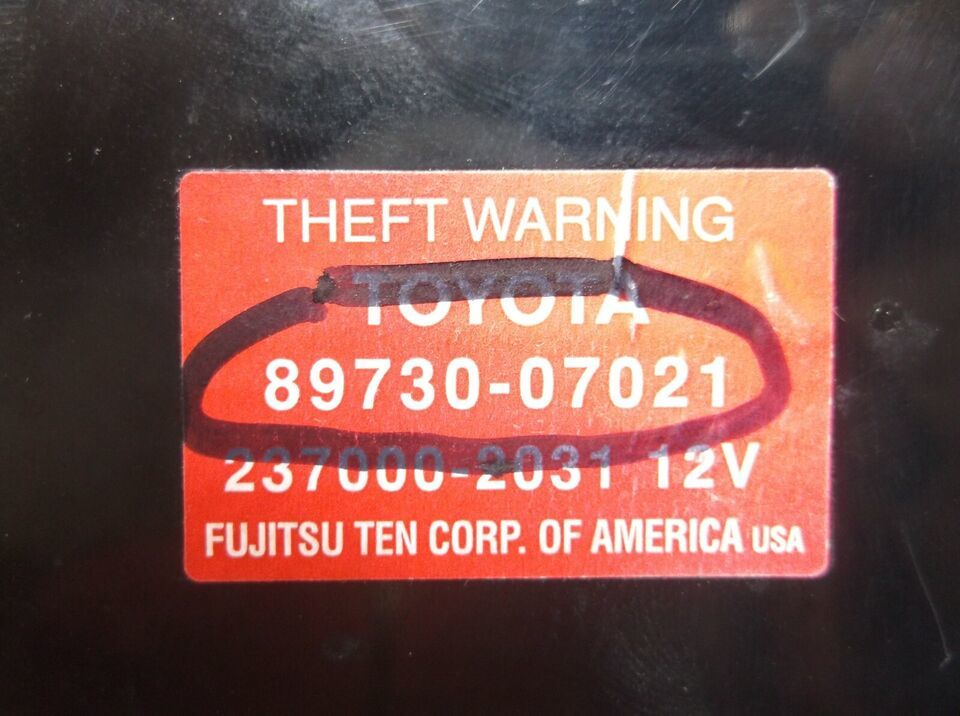 THEFT WARNING
TOYOTA
89730-07021
237000-2031 12V
FUJITSU TEN CORP. OF AMERICA USA